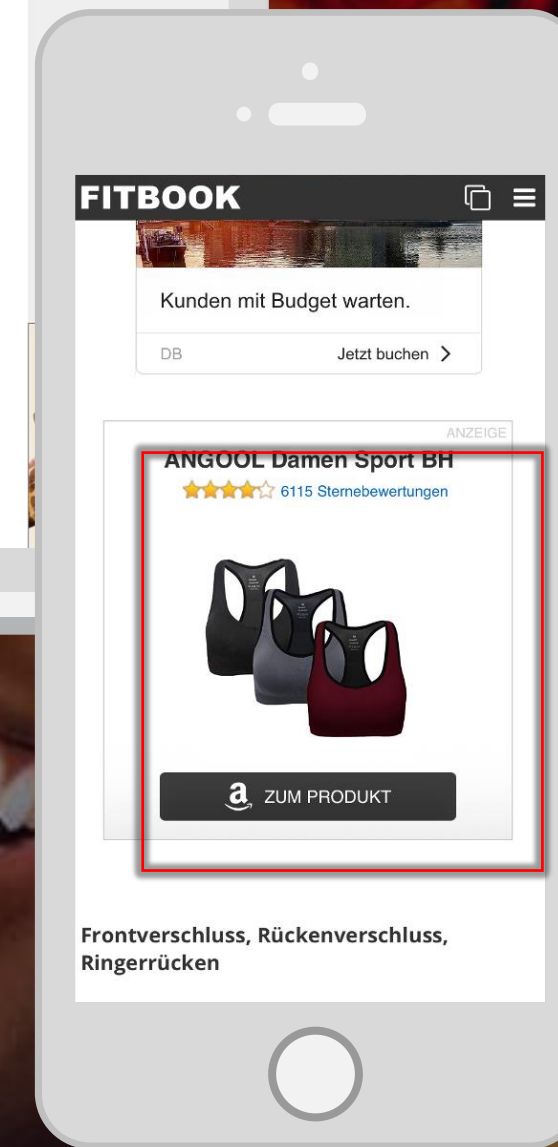 FITBOOK
Kunden mit Budget warten.
DB Jetzt buchen
ANZEIGE
ANGOOL Damen Sport BH
6115 Sternebewertungen
a ZUM PRODUKT
Frontverschluss, Rückenverschluss,
Ringerrücken